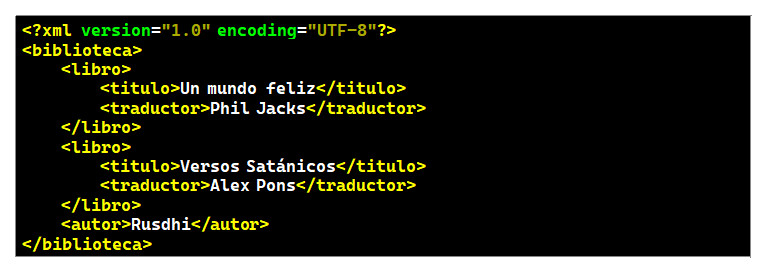 <?xml version="1.0" encoding="UTF-8"?>
<biblioteca>
    <libro>
        <titulo>Un mundo feliz</titulo>
        <traductor>Phil Jacks</traductor>
    </libro>
    <libro>
        <titulo>Versos Satánicos</titulo>
        <traductor>Alex Pons</traductor>
    </libro>
    <autor>Rusdhi</autor>
</biblioteca>